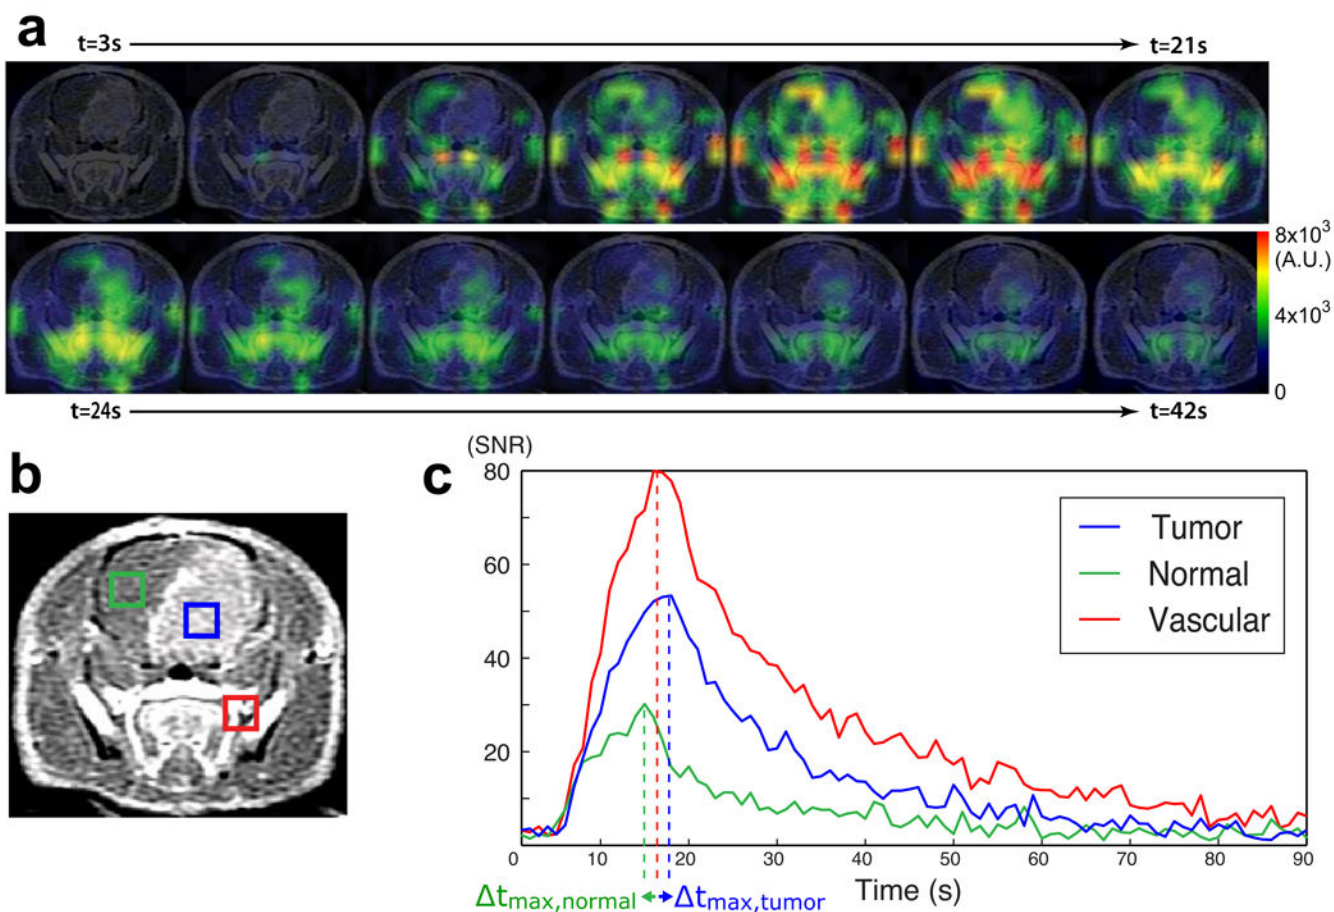 a
t=3s
t=21s
8x10³
(A.U.)
4x10³
0
t=24s
t=42s
b
c
(SNR)
80
60
40
20
0 10 20 30 40 50 60 70 80 90
Tumor
Normal
Vascular
Δtmax,normal Δtmax,tumor
Time (s)